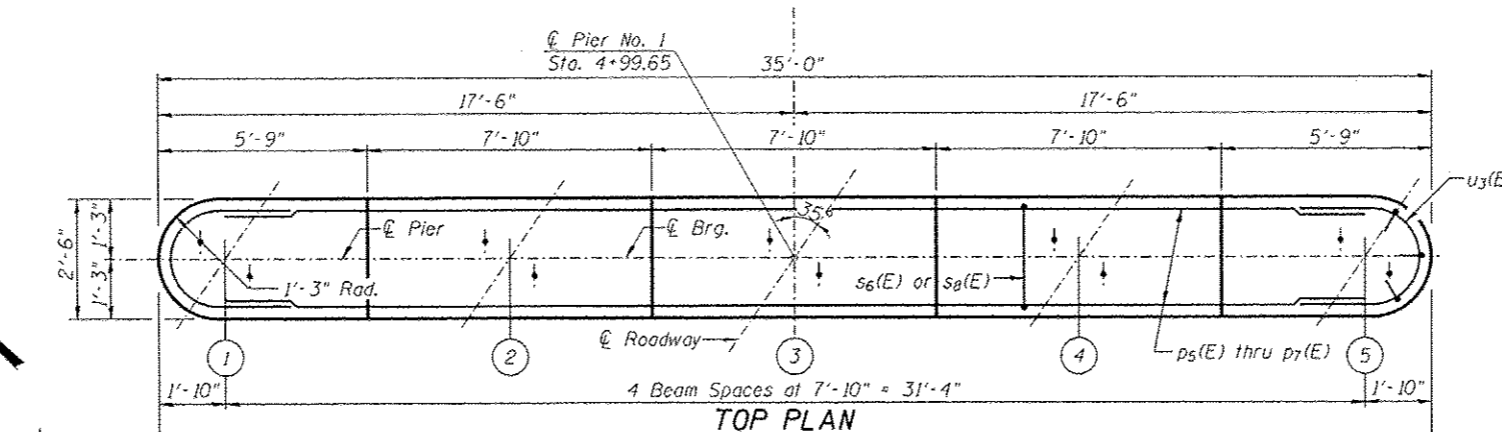 ℄ Pier No. 1
Sta. 4+99.65
35'-0"
17'-6"
17'-6"
5'-9"
7'-10"
7'-10"
7'-10"
5'-9"
2'-6"
1'-3"
1'-3"
℄ Pier
℄ Brg.
1'-3" Rad.
s6(E) or s8(E)
u3(E
℄ Roadway
p5(E) thru p7(E)
1
2
3
4
5
1'-10"
4 Beam Spaces at 7'-10" = 31'-4"
1'-10"
TOP PLAN